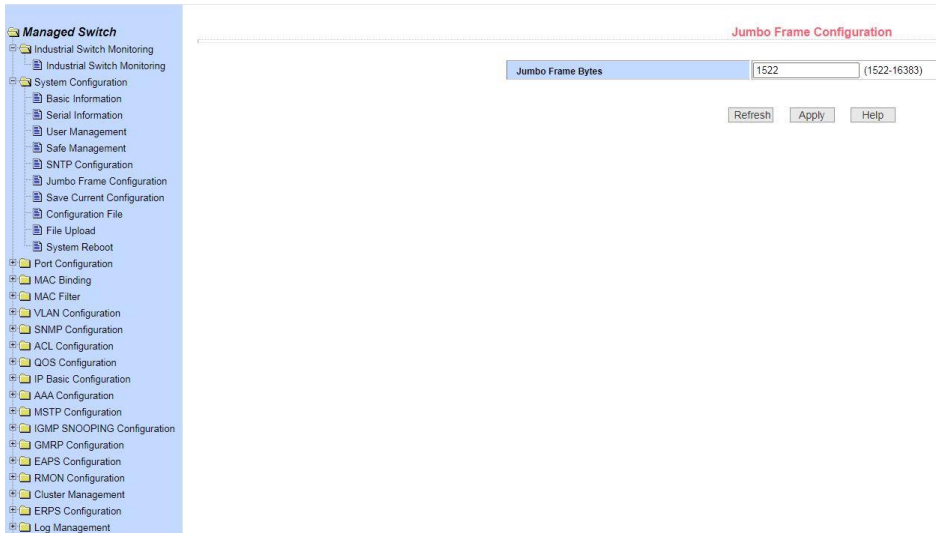 Managed Switch
Industrial Switch Monitoring
Industrial Switch Monitoring
System Configuration
Basic Information
Serial Information
User Management
Safe Management
SNTP Configuration
Jumbo Frame Configuration
Save Current Configuration
Configuration File
File Upload
System Reboot
Port Configuration
MAC Binding
MAC Filter
VLAN Configuration
SNMP Configuration
ACL Configuration
QOS Configuration
IP Basic Configuration
AAA Configuration
MSTP Configuration
IGMP SNOOPING Configuration
GMRP Configuration
EAPS Configuration
RMON Configuration
Cluster Management
ERPS Configuration
Log Management
Jumbo Frame Configuration
Jumbo Frame Bytes 1522 (1522-16383)
Refresh Apply Help